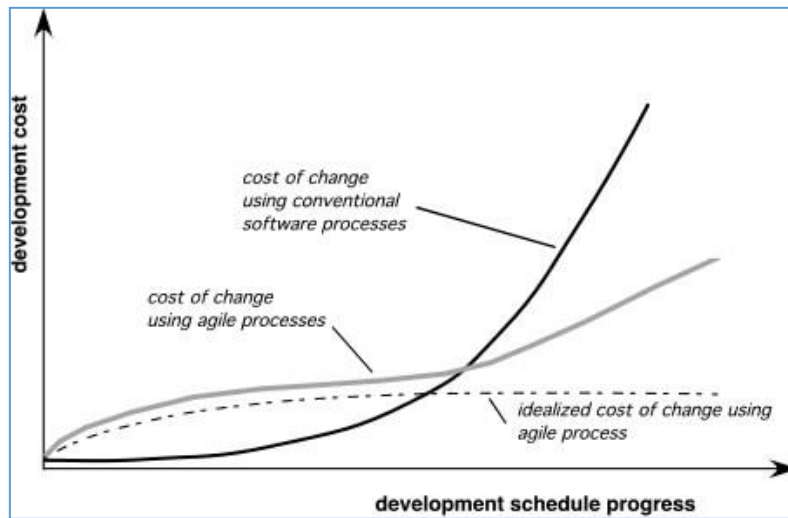 development cost
cost of change
using conventional
software processes
cost of change
using agile processes
idealized cost of change using
agile process
development schedule progress